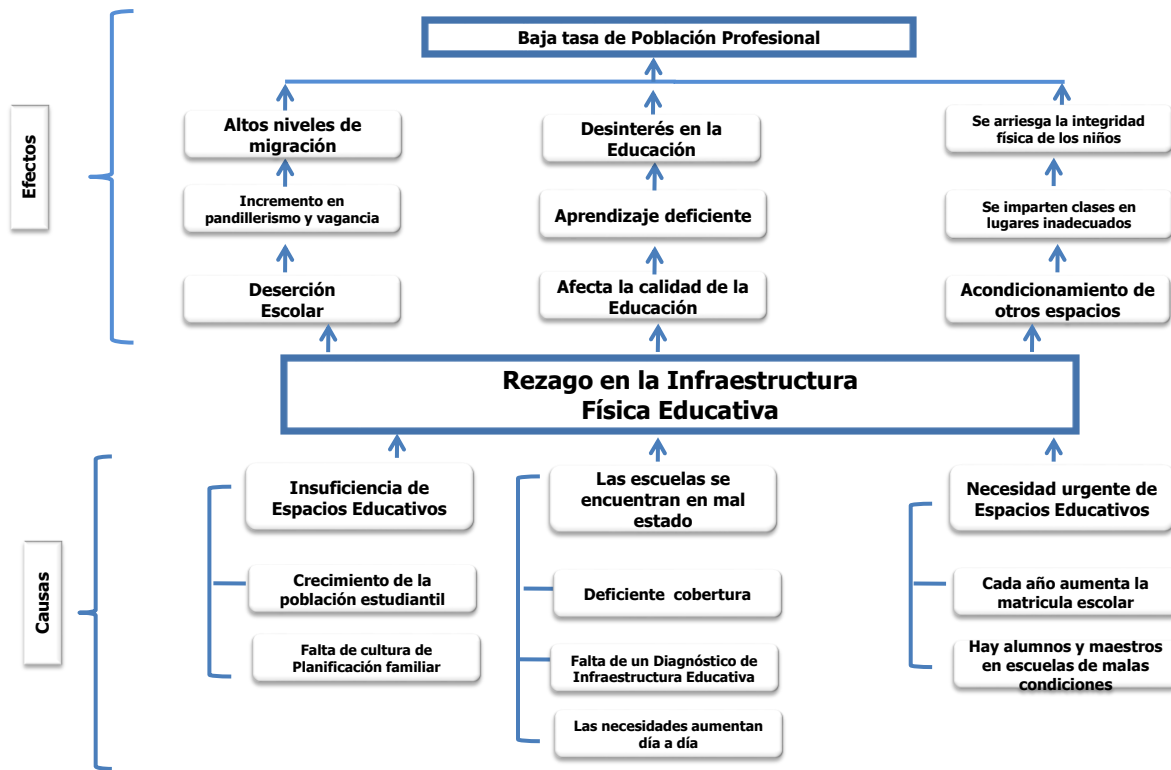 Baja tasa de Población Profesional
Efectos
Altos niveles de
migración
Desinterés en la
Educación
Se arriesga la integridad
física de los niños
Incremento en
pandillerismo y vagancia
Aprendizaje deficiente
Se imparten clases en
lugares inadecuados
Deserción
Escolar
Afecta la calidad de la
Educación
Acondicionamiento de
otros espacios
Rezago en la Infraestructura
Física Educativa
Causas
Insuficiencia de
Espacios Educativos
Las escuelas se
encuentran en mal
estado
Necesidad urgente de
Espacios Educativos
Crecimiento de la
población estudiantil
Deficiente cobertura
Cada año aumenta la
matricula escolar
Falta de cultura de
Planificación familiar
Falta de un Diagnóstico de
Infraestructura Educativa
Hay alumnos y maestros
en escuelas de malas
condiciones
Las necesidades aumentan
día a día